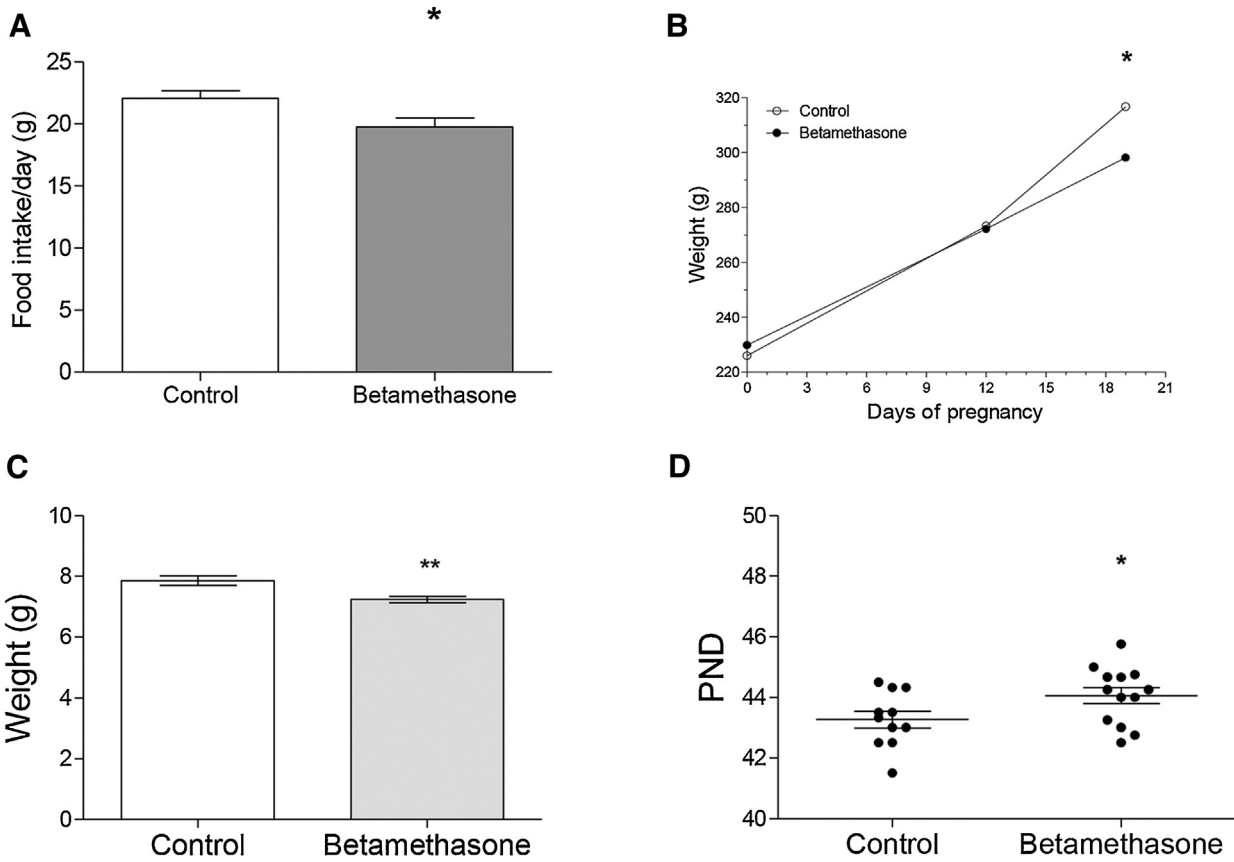 A
*
Food intake/day (g)
25
20
15
10
5
0
Control
Betamethasone
B
*
Weight (g)
320
300
280
260
240
220
Control
Betamethasone
0
3
6
9
12
15
18
21
Days of pregnancy
C
Weight (g)
10
8
6
4
2
0
**
Control
Betamethasone
D
PND
50
48
46
44
42
40
*
Control
Betamethasone